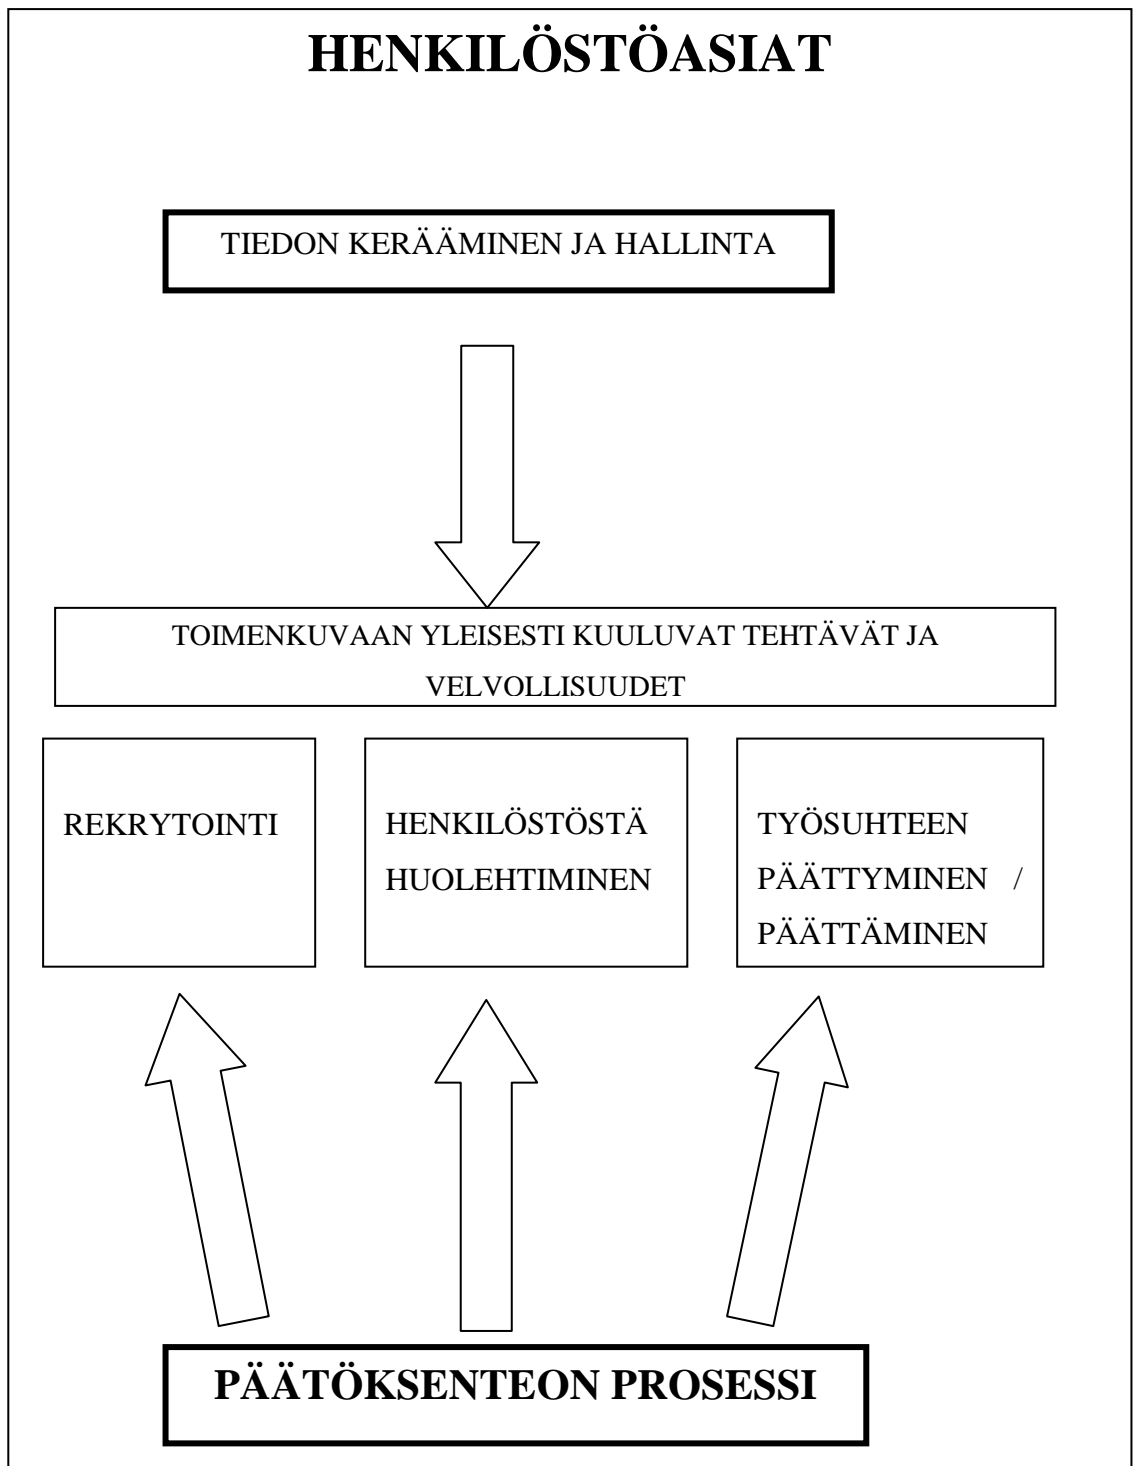 HENKILÖSTÖASIAT
TIEDON KERÄÄMINEN JA HALLINTA
TOIMENKUVAAN YLEISESTI KUULUVAT TEHTÄVÄT JA
VELVOLLISUUDET
REKRYTOINTI
HENKILÖSTÖSTÄ
HUOLEHTIMINEN
TYÖSUHTEEN
PÄÄTTYMINEN /
PÄÄTTÄMINEN
PÄÄTÖKSENTEON PROSESSI